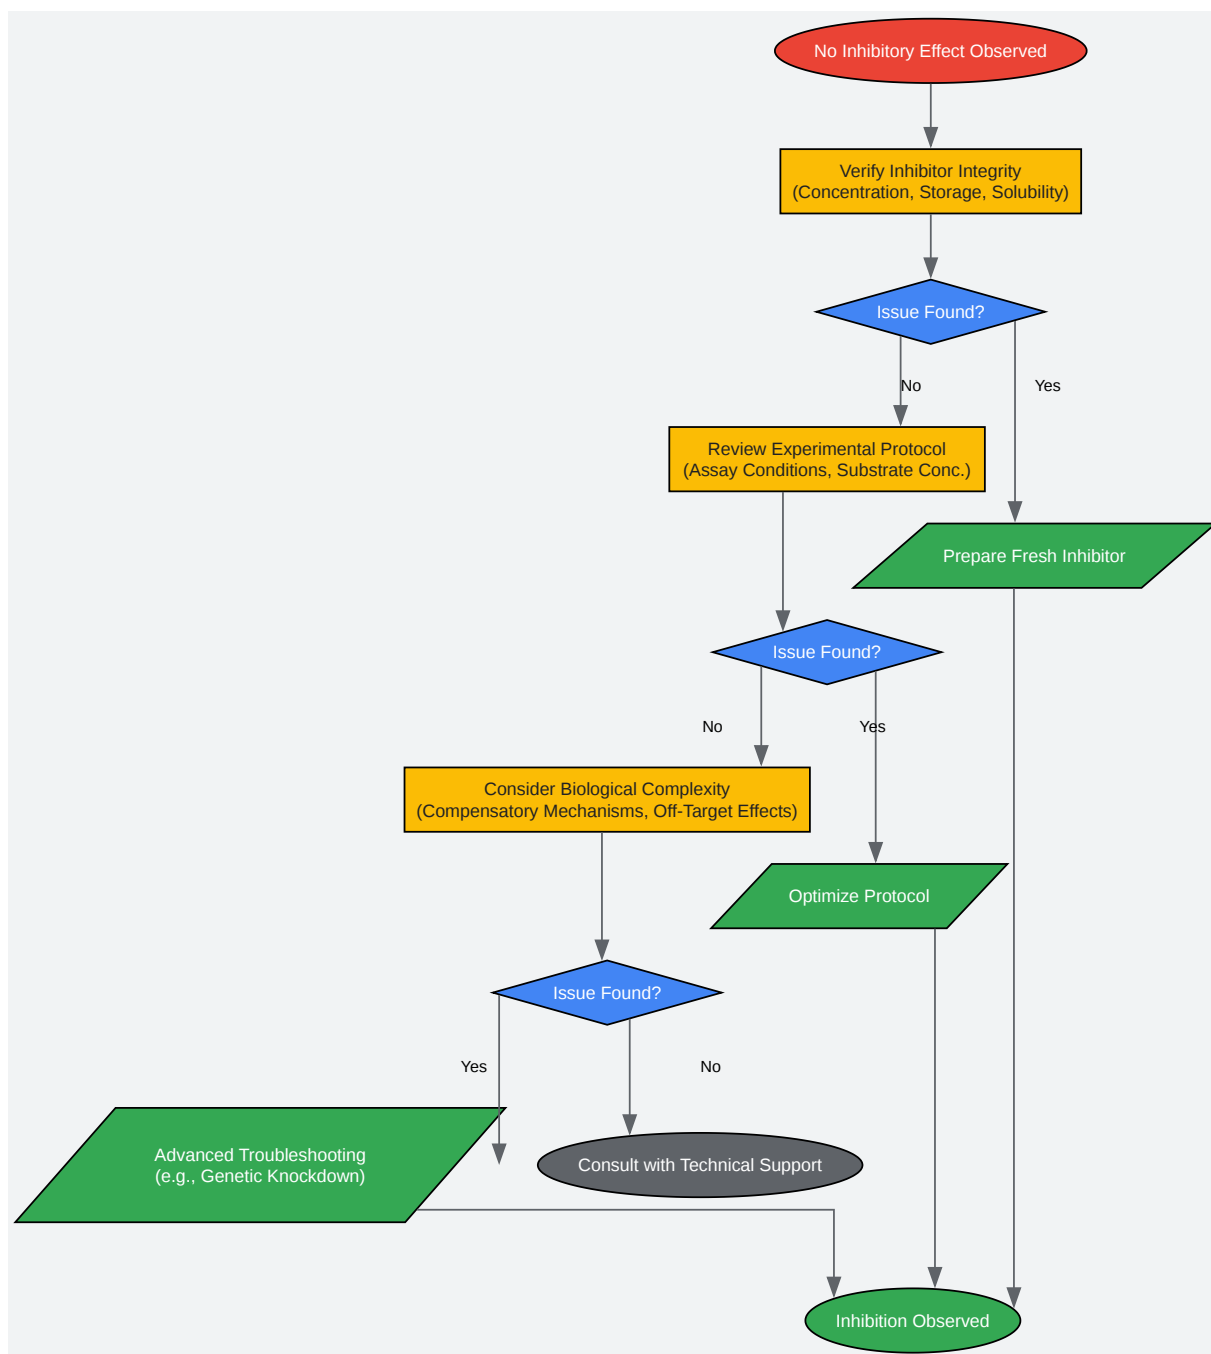 No Inhibitory Effect Observed
Verify Inhibitor Integrity
(Concentration, Storage, Solubility)
Issue Found?
No
Yes
Review Experimental Protocol
(Assay Conditions, Substrate Conc.)
Prepare Fresh Inhibitor
Issue Found?
No
Yes
Consider Biological Complexity
(Compensatory Mechanisms, Off-Target Effects)
Optimize Protocol
Issue Found?
Yes
No
Advanced Troubleshooting
(e.g., Genetic Knockdown)
Consult with Technical Support
Inhibition Observed